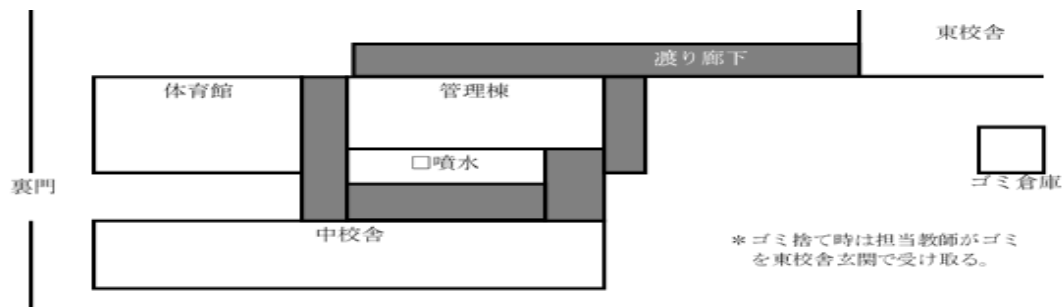 東校舎
渡り廊下
体育館
管理棟
□噴水
裏門
ゴミ倉庫
中校舎
*ゴミ捨て時は担当教師がゴミ
を東校舎玄関で受け取る。